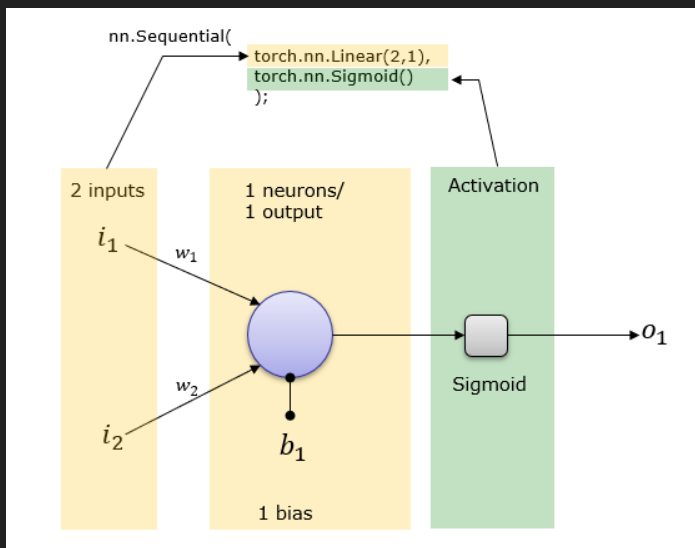 nn.Sequential(
torch.nn.Linear(2,1),
torch.nn.Sigmoid()
);
2 inputs
1 neurons/
1 output
Activation
i₁
w₁
w₂
i₂
b₁
Sigmoid
o₁
1 bias